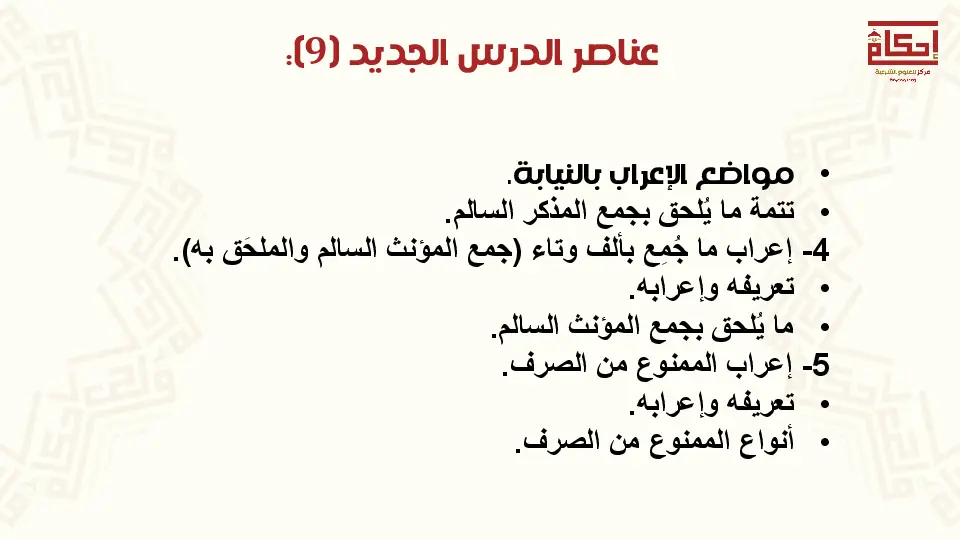 عناصر الدرس الجديد (9):
إحكام
مركز للعلوم الشرعية
• مواضع الإعراب بالنيابة.
• تتمة ما يُلحق بجمع المذكر السالم.
4- إعراب ما جُمِع بألف وتاء (جمع المؤنث السالم والملحَق به).
• تعريفه وإعرابه.
• ما يُلحق بجمع المؤنث السالم.
5- إعراب الممنوع من الصرف.
• تعريفه وإعرابه.
• أنواع الممنوع من الصرف.